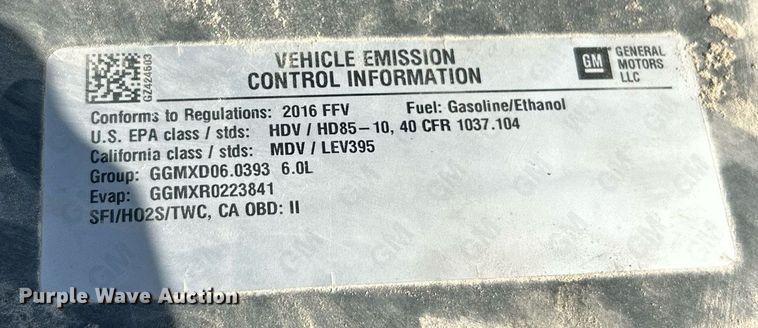 VEHICLE EMISSION
CONTROL INFORMATION
GM GENERAL
MOTORS
LLC
GZ424603
Conforms to Regulations: 2016 FFV Fuel: Gasoline/Ethanol
U.S. EPA class / stds: HDV / HD85-10, 40 CFR 1037.104
California class / stds: MDV / LEV395
Group: GGMXD06.0393 6.0L
Evap: GGMXR0223841
SFI/HO2S/TWC, CA OBD: II
Purple Wave Auction